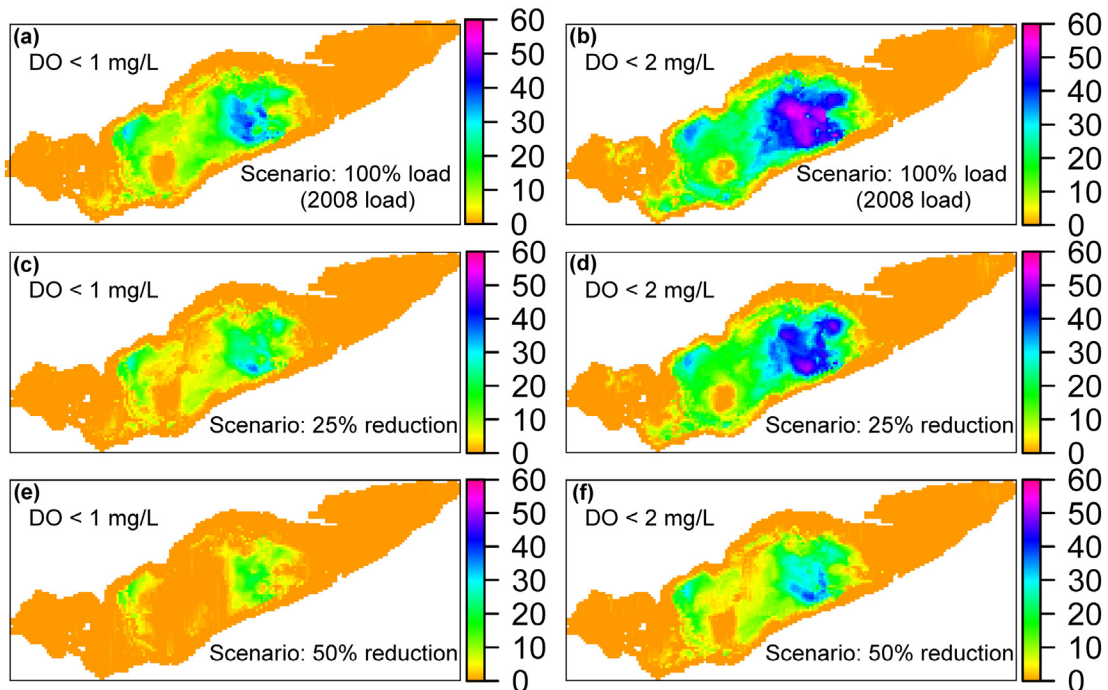 (a)
DO < 1 mg/L
Scenario: 100% load
(2008 load)
60
50
40
30
20
10
0
(b)
DO < 2 mg/L
Scenario: 100% load
(2008 load)
60
50
40
30
20
10
0
(c)
DO < 1 mg/L
Scenario: 25% reduction
60
50
40
30
20
10
0
(d)
DO < 2 mg/L
Scenario: 25% reduction
60
50
40
30
20
10
0
(e)
DO < 1 mg/L
Scenario: 50% reduction
60
50
40
30
20
10
0
(f)
DO < 2 mg/L
Scenario: 50% reduction
60
50
40
30
20
10
0